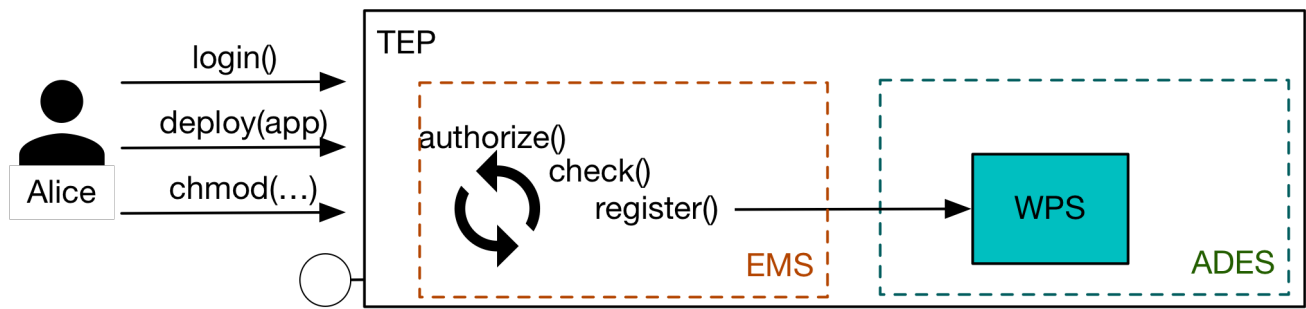 TEP
login()
deploy(app)
authorize()
check()
Alice
chmod(…)
register()
WPS
EMS
ADES